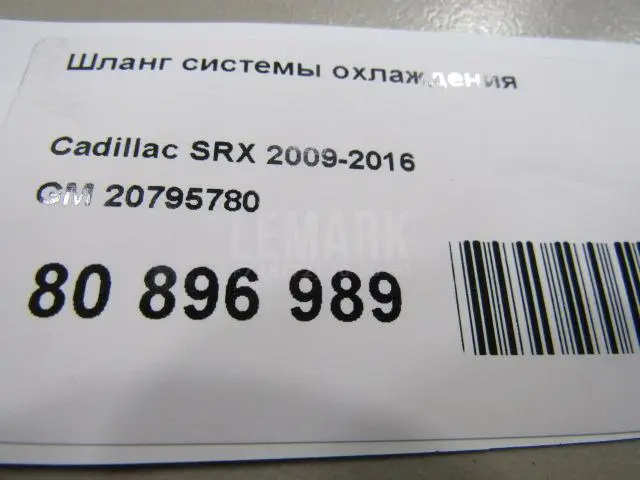 Шланг системы охлаждения
Cadillac SRX 2009-2016
GM 20795780
LEMARK
80 896 989